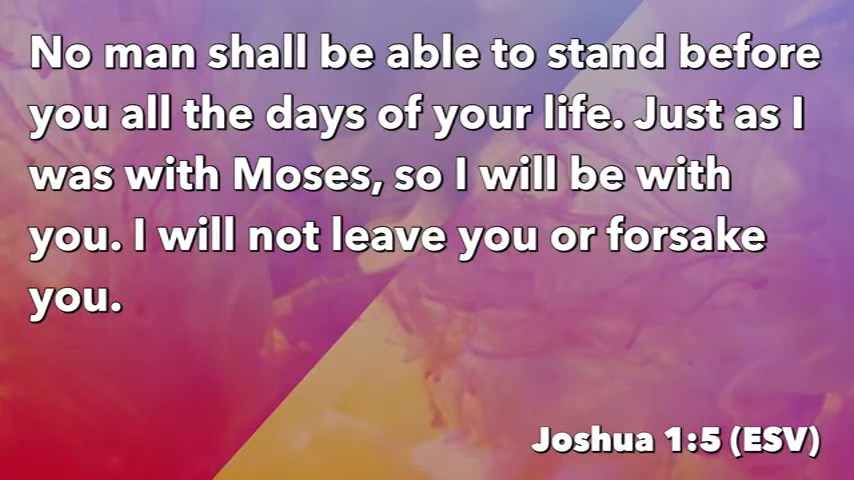 No man shall be able to stand before
you all the days of your life. Just as I
was with Moses, so I will be with
you. I will not leave you or forsake
you.
Joshua 1:5 (ESV)